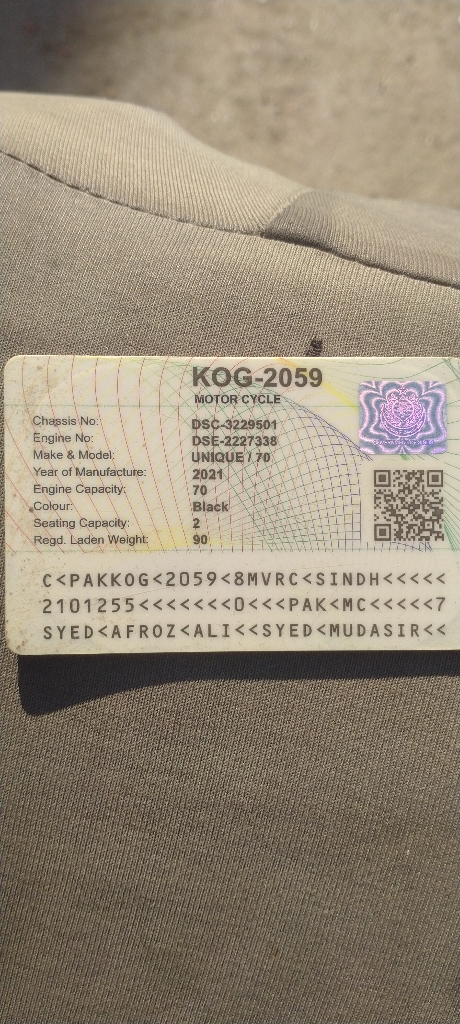 KOG-2059
MOTOR CYCLE
Chassis No: DSC-3229501
Engine No: DSE-2227338
Make & Model: UNIQUE / 70
Year of Manufacture: 2021
Engine Capacity: 70
Colour: Black
Seating Capacity: 2
Regd. Laden Weight: 90
C<PAKKOG<2059<8MVRC<SINDH<<<<<
2101255<<<<<<<0<<<PAK<MC<<<<<7
SYED<AFROZ<ALI<<SYED<MUDASIR<<